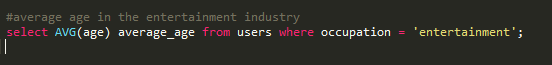 #average age in the entertainment industry
select AVG(age) average_age from users where occupation = 'entertainment';